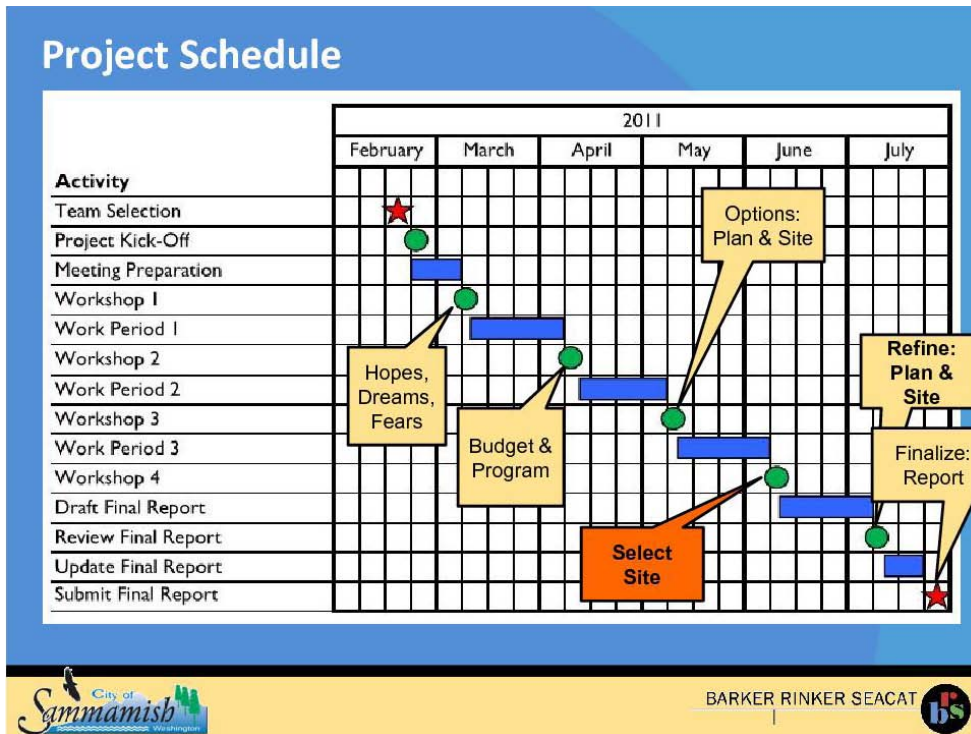 Project Schedule
2011
February March April May June July
Activity
Team Selection
Project Kick-Off
Meeting Preparation
Workshop 1
Work Period 1
Workshop 2
Work Period 2
Workshop 3
Work Period 3
Workshop 4
Draft Final Report
Review Final Report
Update Final Report
Submit Final Report
Options:
Plan & Site
Hopes,
Dreams,
Fears
Budget &
Program
Refine:
Plan &
Site
Finalize:
Report
Select
Site
City of
Sammamish
Washington
BARKER RINKER SEACAT
brs